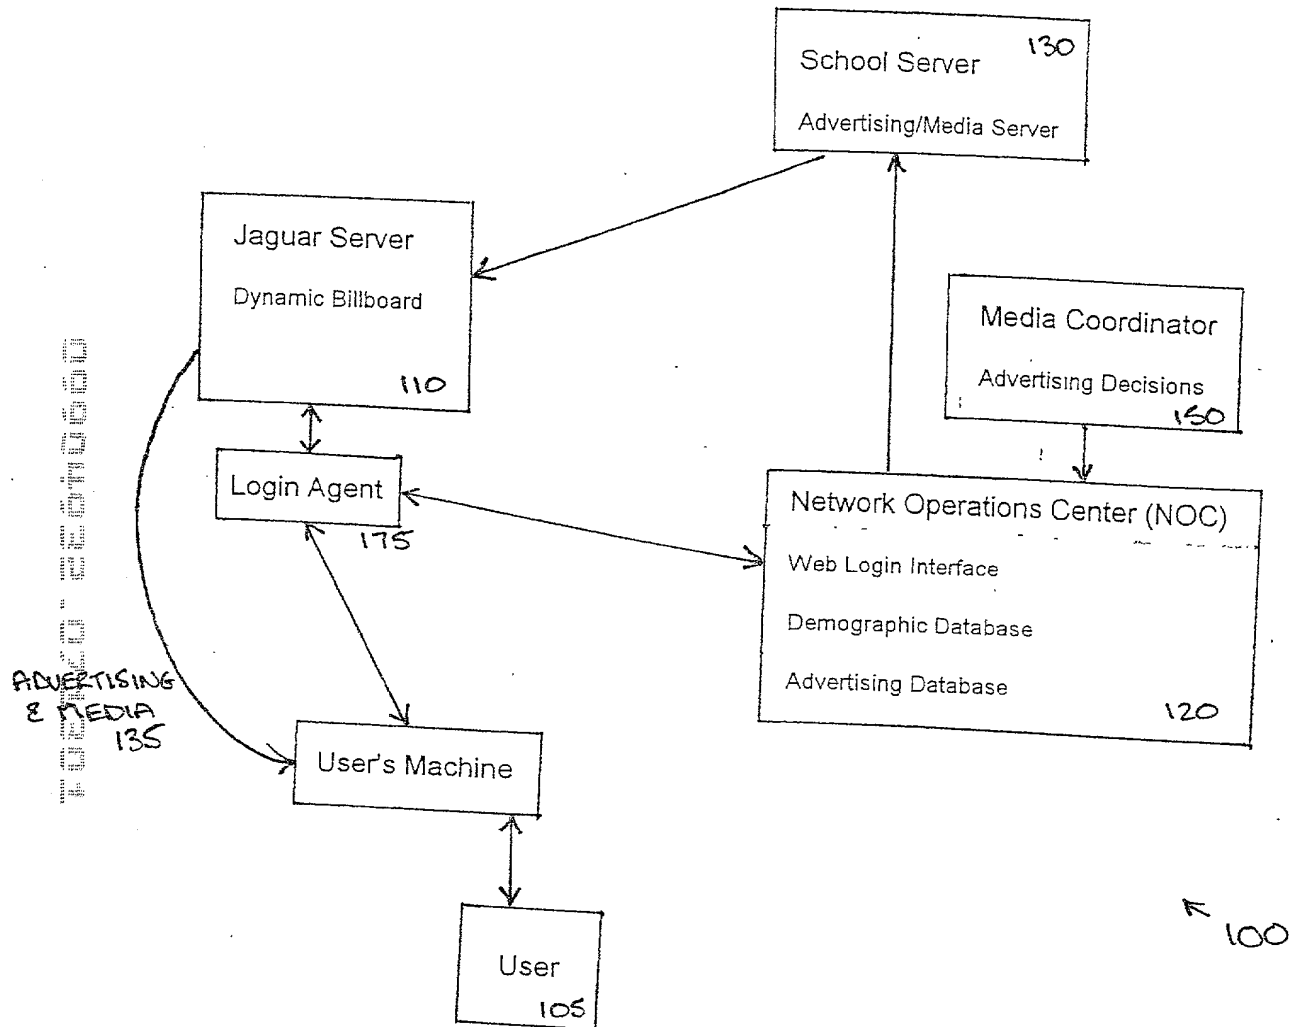 130
School Server
Advertising/Media Server
Jaguar Server
Dynamic Billboard
110
Media Coordinator
Advertising Decisions
150
Login Agent
175
Network Operations Center (NOC)
Web Login Interface
Demographic Database
Advertising Database
120
ADVERTISING
& MEDIA
135
User's Machine
User
105
100